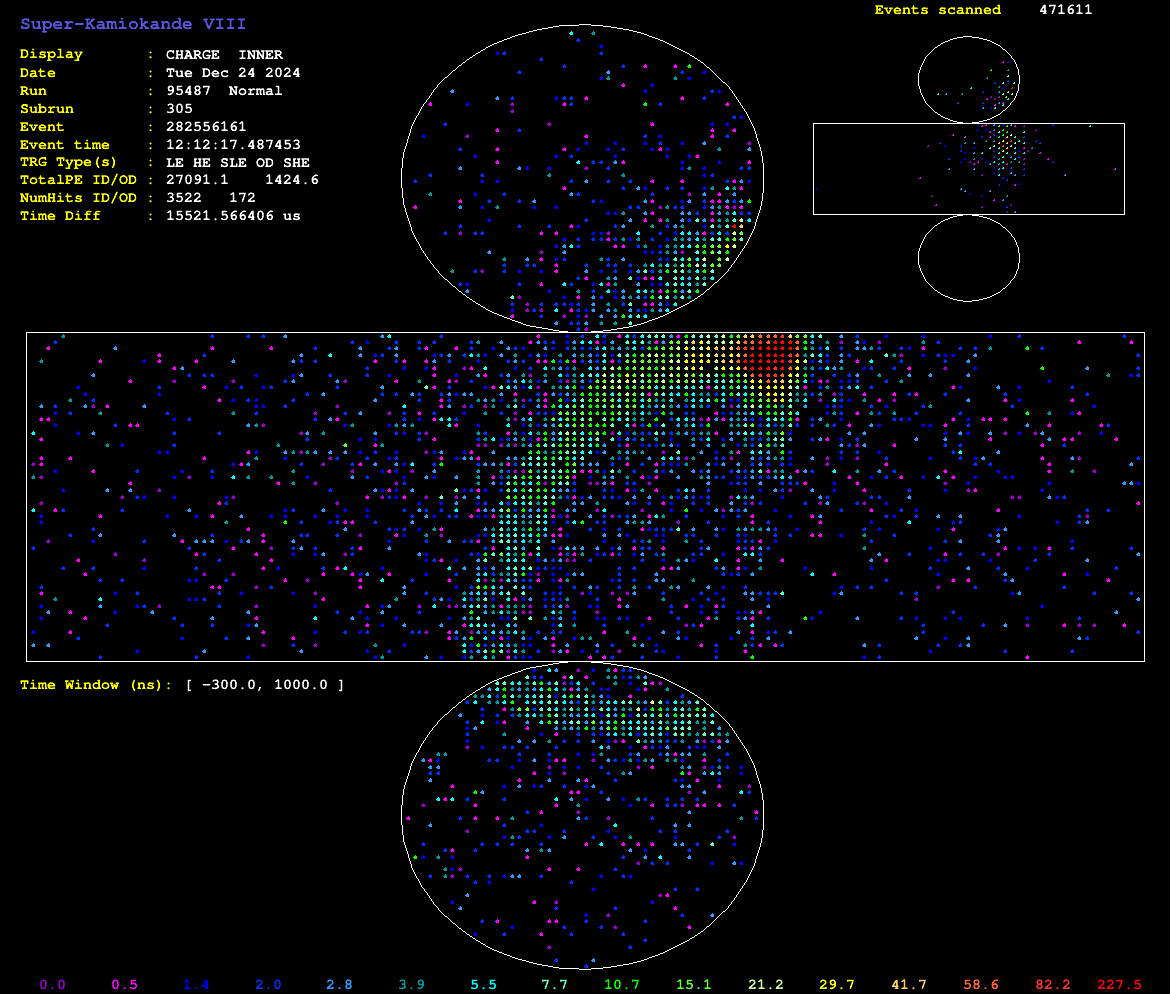 Super-Kamiokande VIII
Events scanned 471611
Display : CHARGE INNER
Date : Tue Dec 24 2024
Run : 95487 Normal
Subrun : 305
Event : 282556161
Event time : 12:12:17.487453
TRG Type(s) : LE HE SLE OD SHE
TotalPE ID/OD : 27091.1 1424.6
NumHits ID/OD : 3522 172
Time Diff : 15521.566406 us
Time Window (ns): [ -300.0, 1000.0 ]
0.0 0.5 1.4 2.0 2.8 3.9 5.5 7.7 10.7 15.1 21.2 29.7 41.7 58.6 82.2 227.5